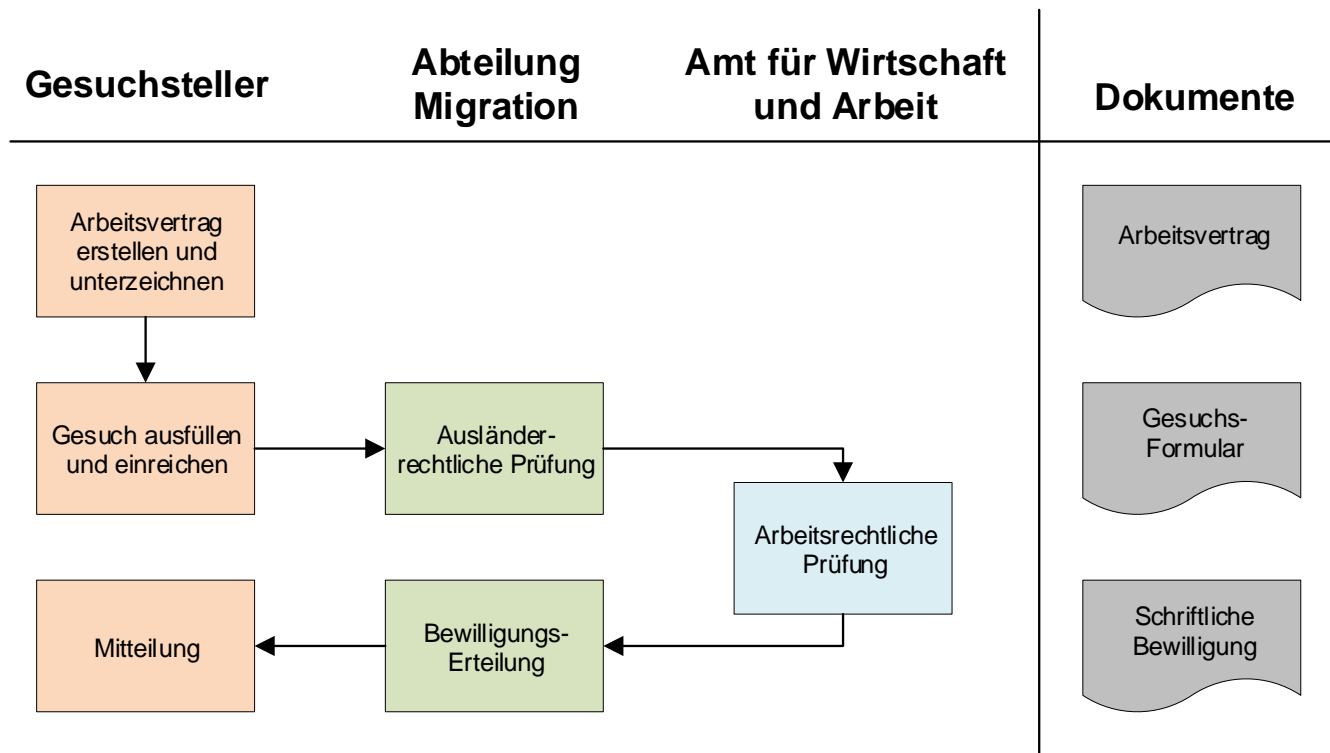 Gesuchsteller
Abteilung
Migration
Amt für Wirtschaft
und Arbeit
Dokumente
Arbeitsvertrag
erstellen und
unterzeichnen
Arbeitsvertrag
Gesuch ausfüllen
und einreichen
Ausländer-
rechtliche Prüfung
Gesuchs-
Formular
Arbeitsrechtliche
Prüfung
Mitteilung
Bewilligungs-
Erteilung
Schriftliche
Bewilligung